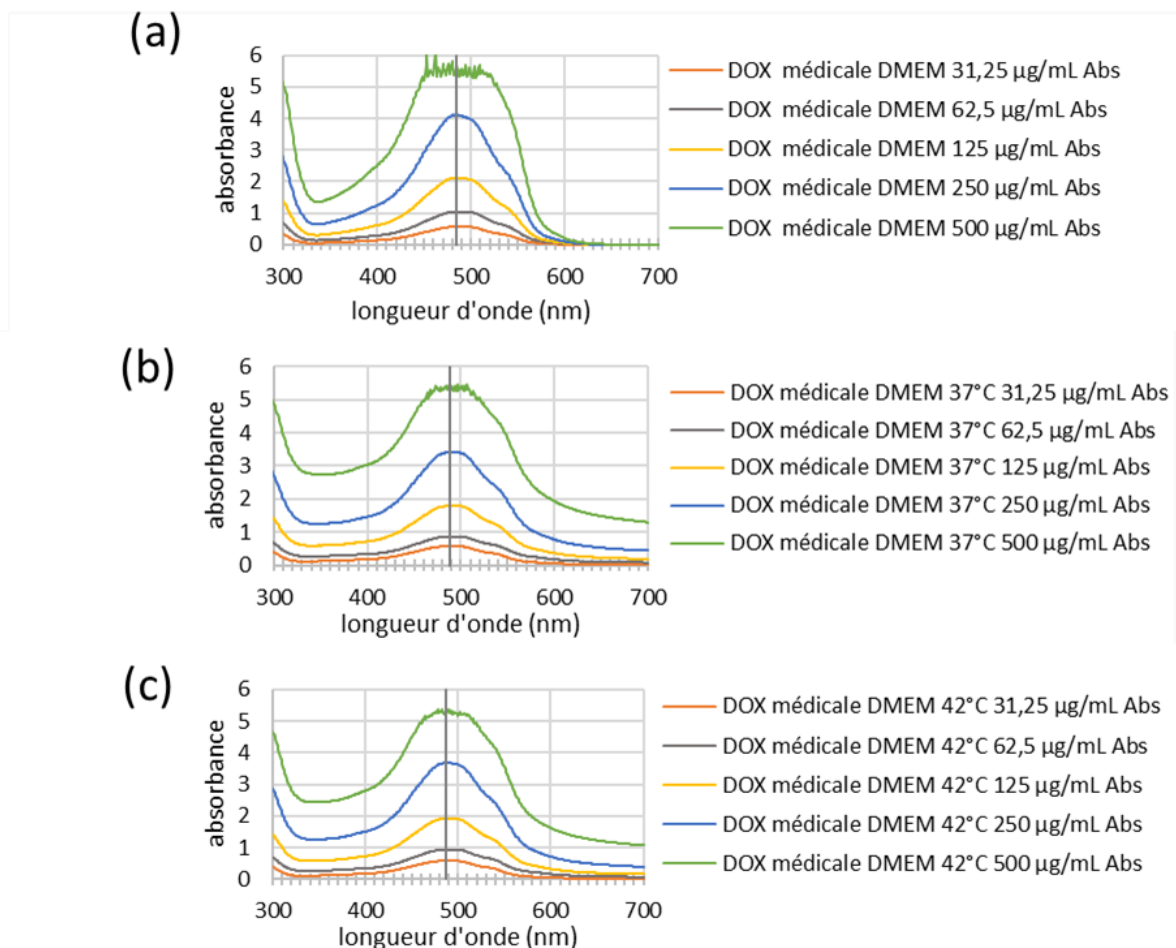 (a)
6
5
4
3
2
1
0
absorbance
300 400 500 600 700
longueur d'onde (nm)
DOX  médicale DMEM 31,25 µg/mL Abs
DOX  médicale DMEM 62,5 µg/mL Abs
DOX  médicale DMEM 125 µg/mL Abs
DOX  médicale DMEM 250 µg/mL Abs
DOX  médicale DMEM 500 µg/mL Abs
(b)
6
5
4
3
2
1
0
absorbance
300 400 500 600 700
longueur d'onde (nm)
DOX médicale DMEM 37°C 31,25 µg/mL Abs
DOX médicale DMEM 37°C 62,5 µg/mL Abs
DOX médicale DMEM 37°C 125 µg/mL Abs
DOX médicale DMEM 37°C 250 µg/mL Abs
DOX médicale DMEM 37°C 500 µg/mL Abs
(c)
6
5
4
3
2
1
0
absorbance
300 400 500 600 700
longueur d'onde (nm)
DOX médicale DMEM 42°C 31,25 µg/mL Abs
DOX médicale DMEM 42°C 62,5 µg/mL Abs
DOX médicale DMEM 42°C 125 µg/mL Abs
DOX médicale DMEM 42°C 250 µg/mL Abs
DOX médicale DMEM 42°C 500 µg/mL Abs